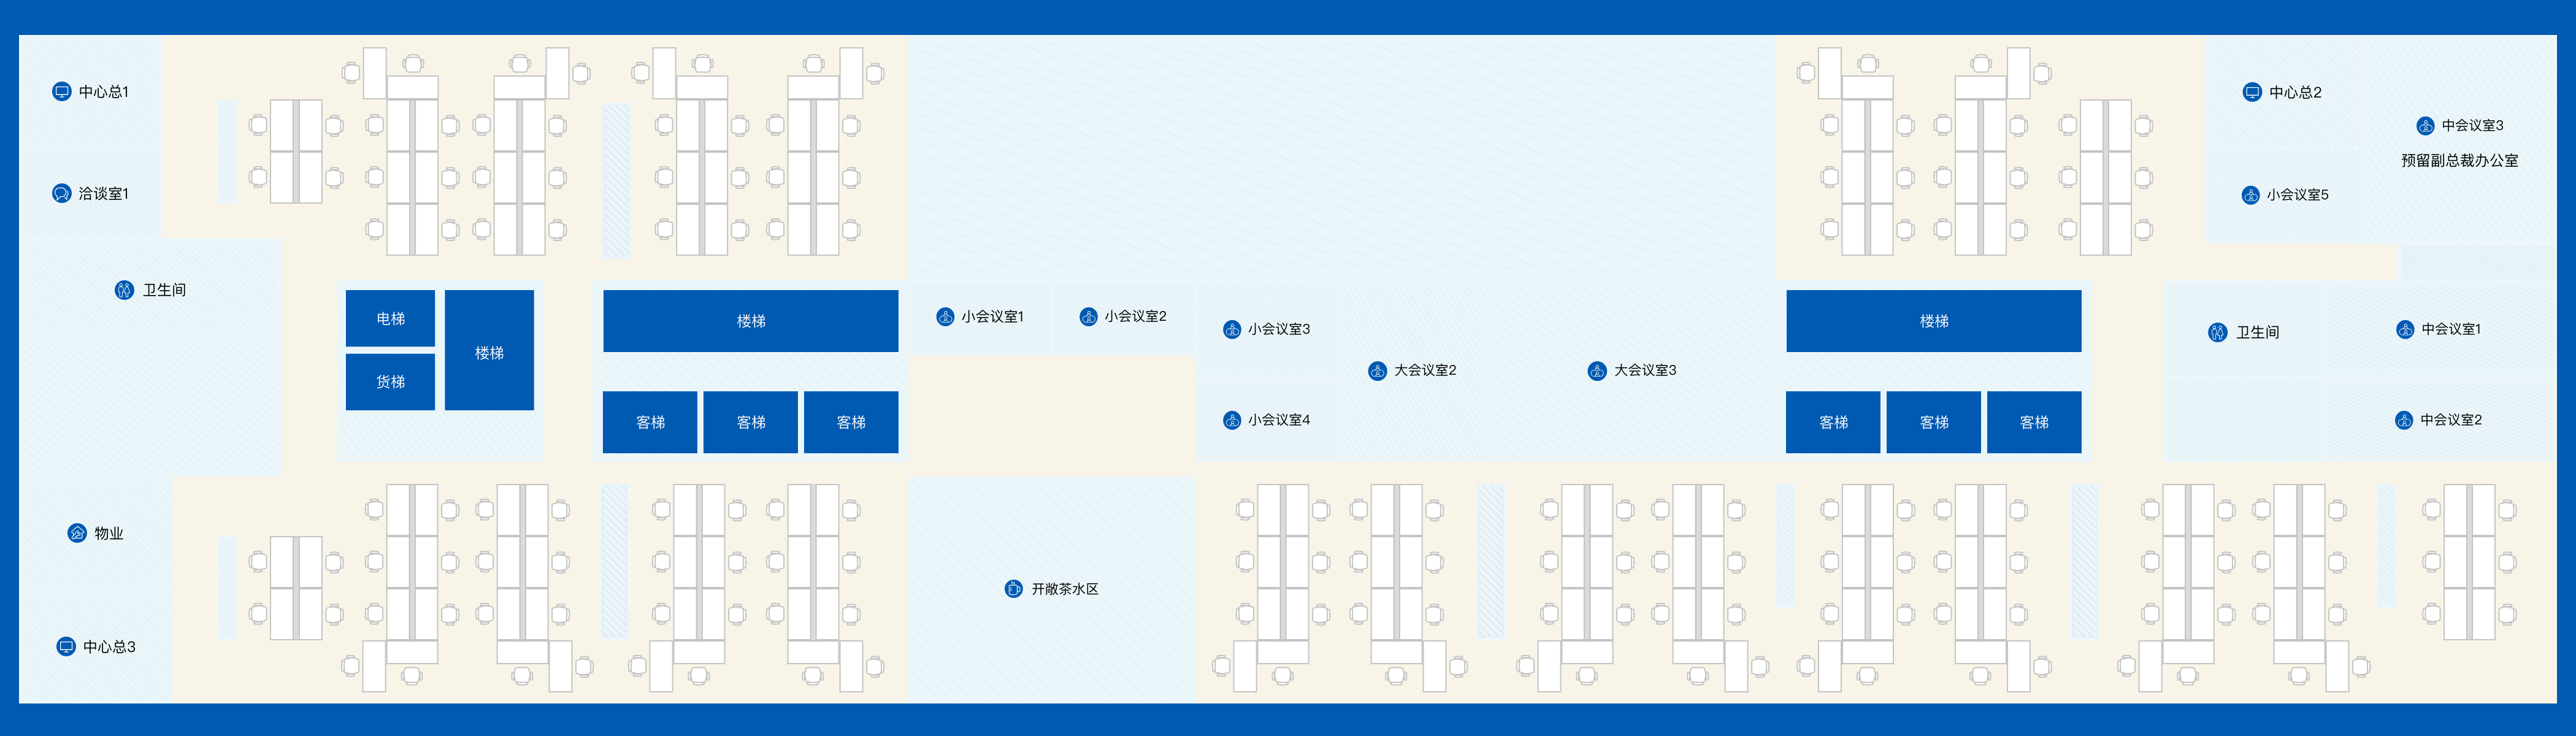 中心总1
中心总2
中会议室3
预留副总裁办公室
洽谈室1
小会议室5
卫生间
电梯
楼梯
货梯
楼梯
客梯
客梯
客梯
小会议室1
小会议室2
小会议室3
小会议室4
大会议室2
大会议室3
楼梯
客梯
客梯
客梯
卫生间
中会议室1
中会议室2
物业
中心总3
开敞茶水区